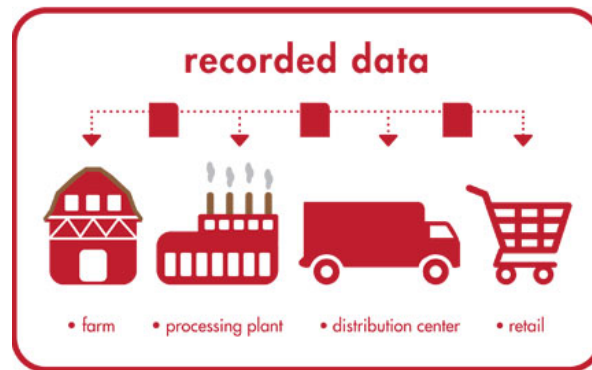 recorded data
• farm • processing plant • distribution center • retail